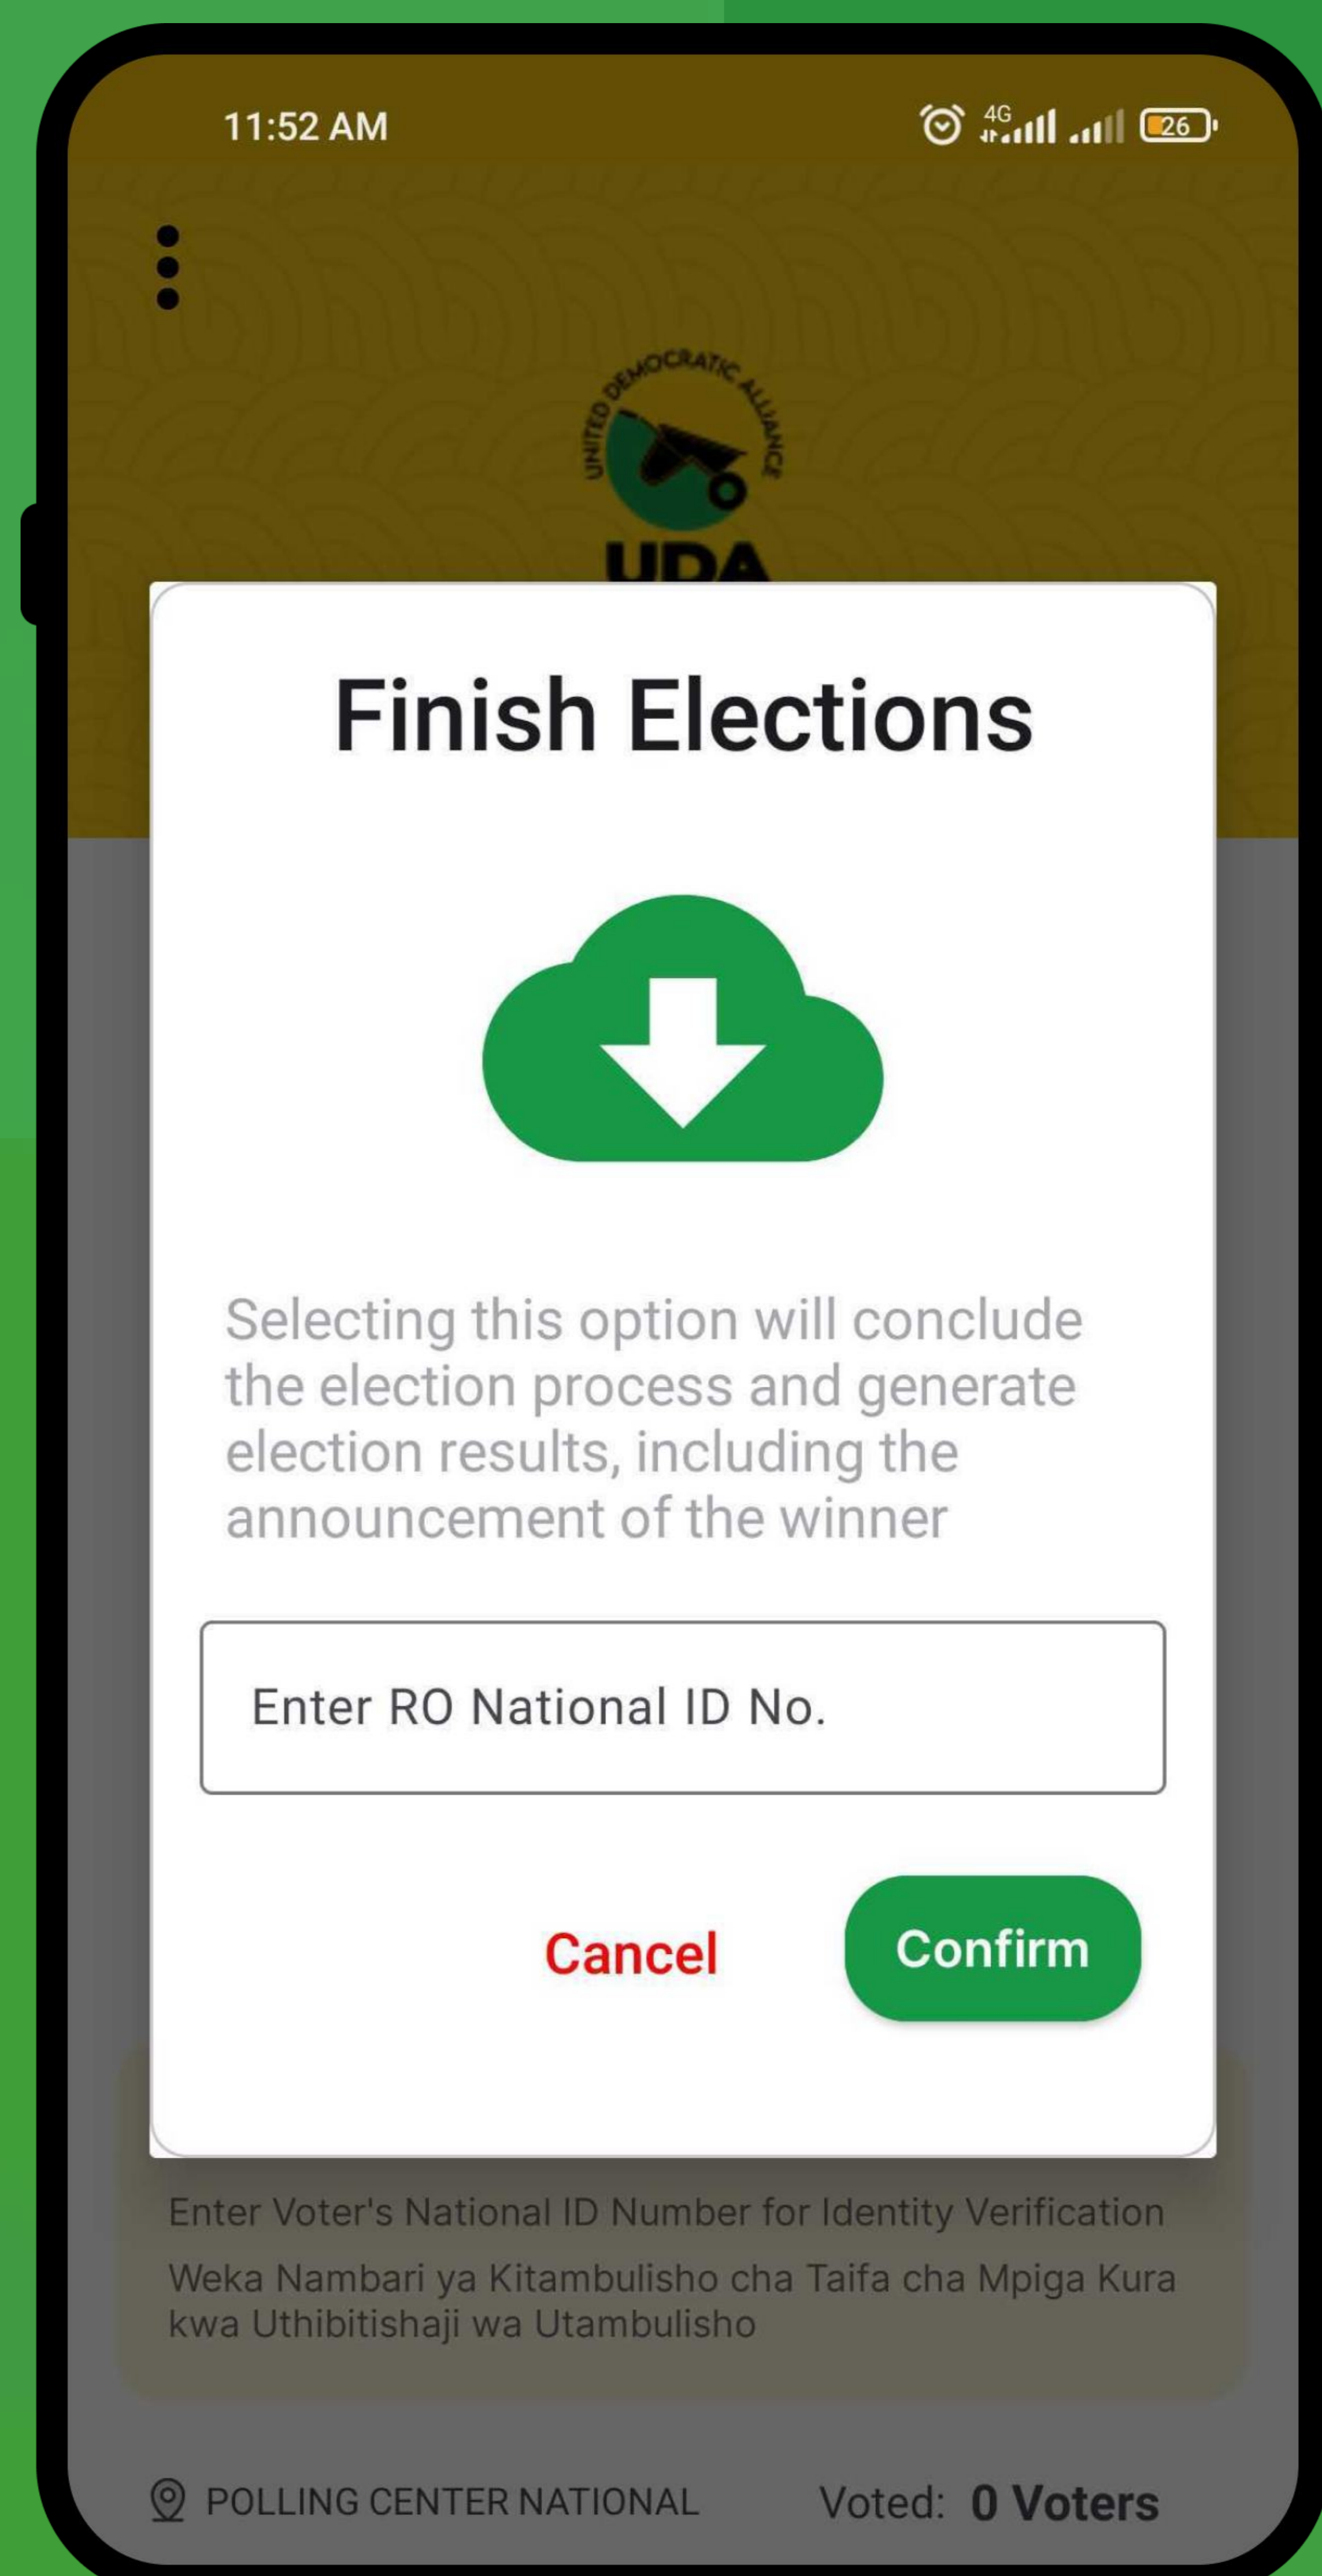 11:52 AM
4G
26
UNITED DEMOCRATIC ALLIANCE
UDA
Finish Elections
Selecting this option will conclude
the election process and generate
election results, including the
announcement of the winner
Enter RO National ID No.
Cancel
Confirm
Enter Voter's National ID Number for Identity Verification
Weka Nambari ya Kitambulisho cha Taifa cha Mpiga Kura
kwa Uthibitishaji wa Utambulisho
POLLING CENTER NATIONAL
Voted: 0 Voters